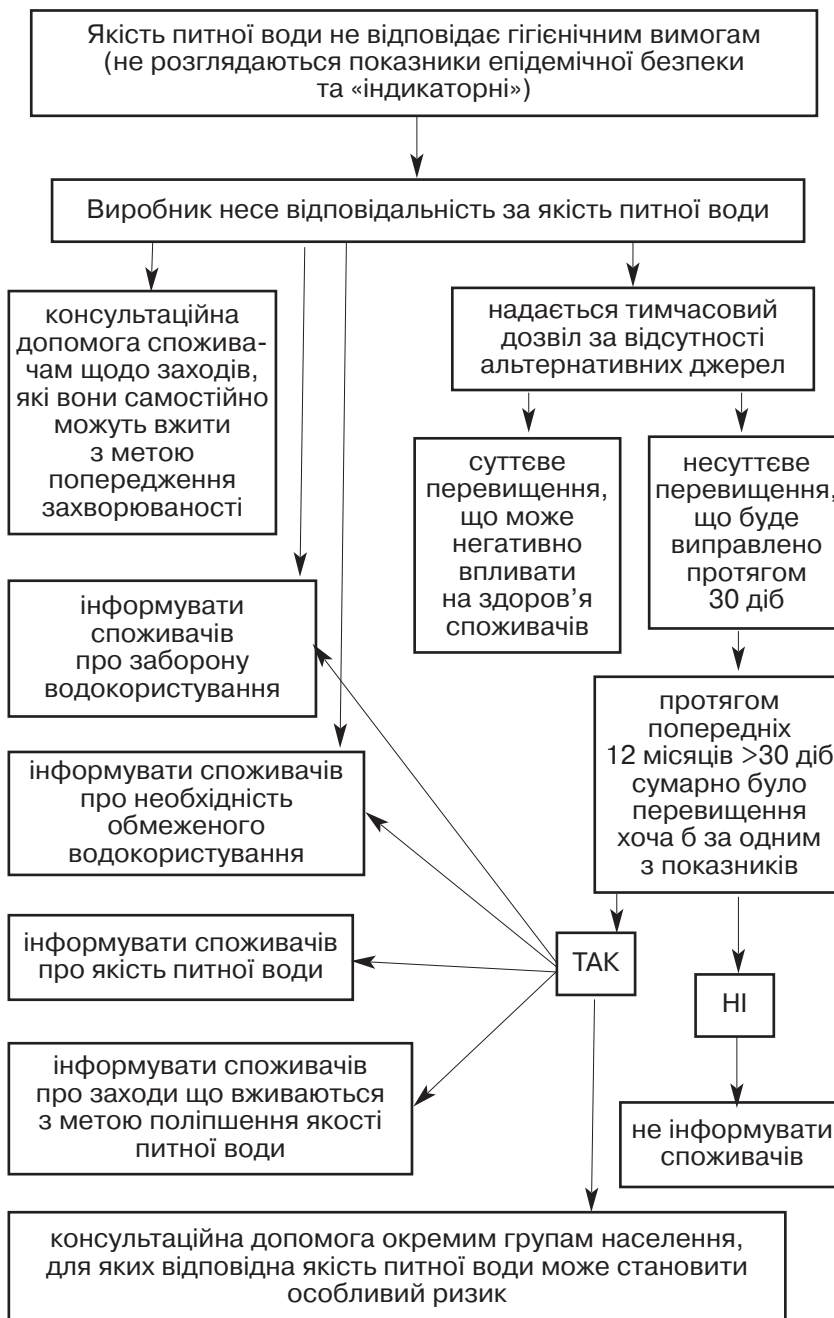 Якість питної води не відповідає гігієнічним вимогам
(не розглядаються показники епідемічної безпеки
та «індикаторні»)
Виробник несе відповідальність за якість питної води
консультаційна
допомога спожива-
чам щодо заходів,
які вони самостійно
можуть вжити
з метою
попередження
захворюваності
надається тимчасовий
дозвіл за відсутності
альтернативних джерел
суттєве
перевищення,
що може
негативно
впливати
на здоров’я
споживачів
несуттєве
перевищення,
що буде
виправлено
протягом
30 діб
інформувати
споживачів
про заборону
водокористування
протягом
попередніх
12 місяців >30 діб
сумарно було
перевищення
хоча б за одним
з показників
інформувати споживачів
про необхідність
обмеженого
водокористування
інформувати споживачів
про якість питної води
ТАК
НІ
інформувати споживачів
про заходи що вживаються
з метою поліпшення якості
питної води
не інформувати
споживачів
консультаційна допомога окремим групам населення,
для яких відповідна якість питної води може становити
особливий ризик